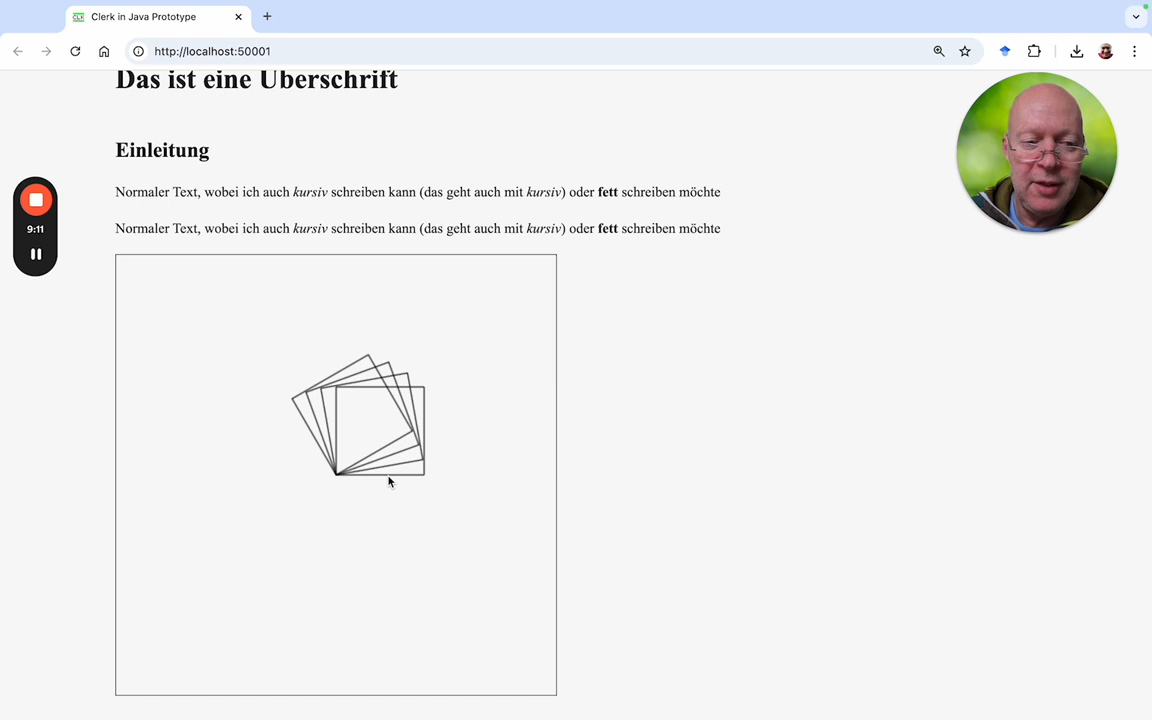 Clerk in Java Prototype
http://localhost:50001
Das ist eine Überschrift
Einleitung
Normaler Text, wobei ich auch kursiv schreiben kann (das geht auch mit kursiv) oder fett schreiben möchte
Normaler Text, wobei ich auch kursiv schreiben kann (das geht auch mit kursiv) oder fett schreiben möchte
9:11